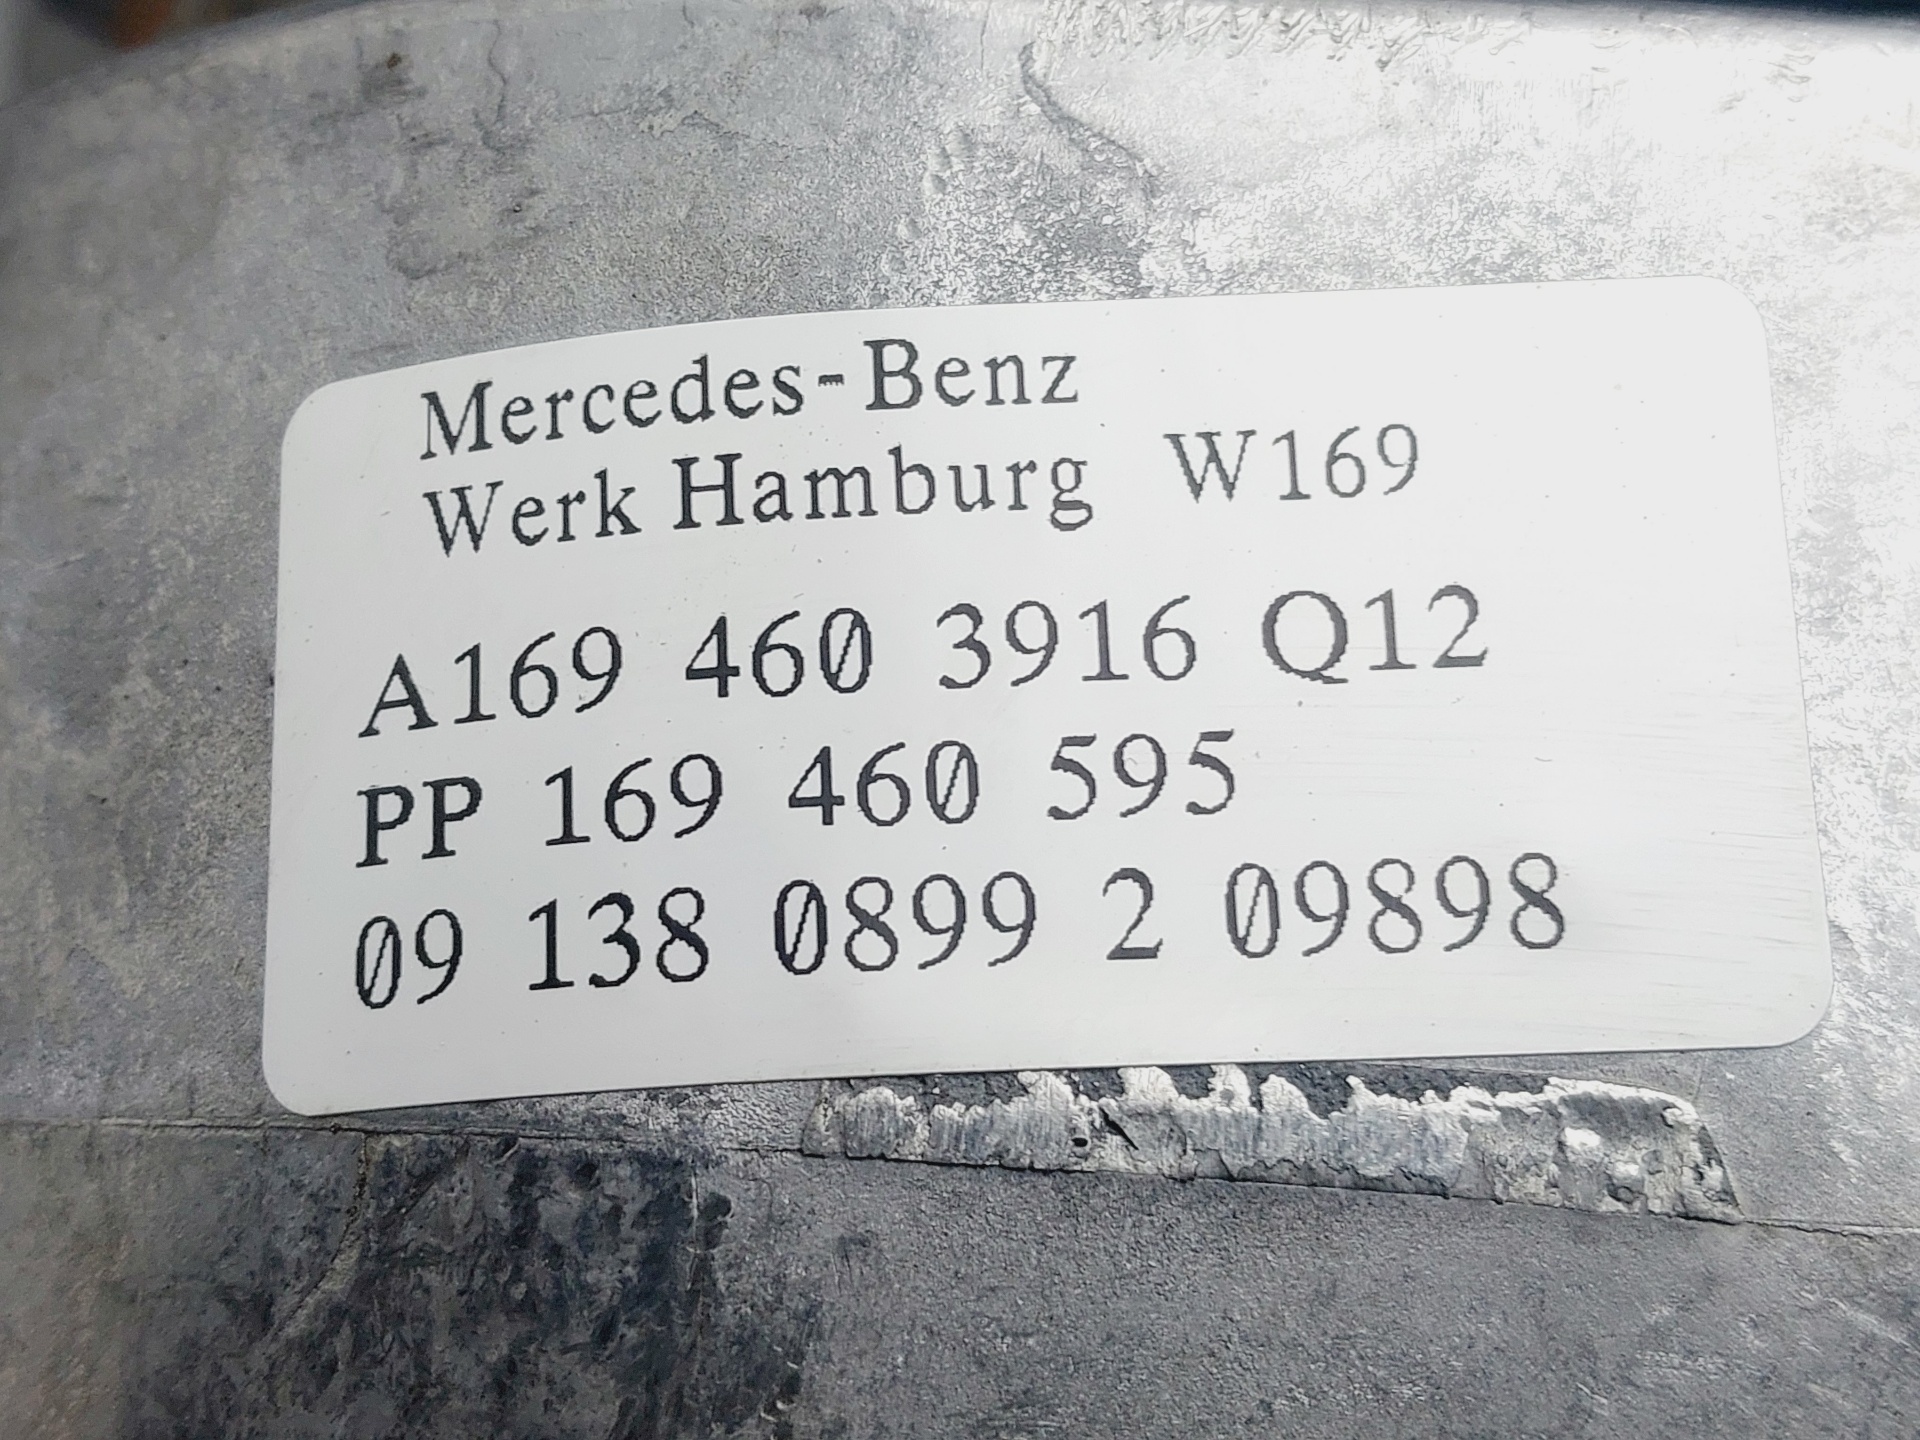 Mercedes-Benz
Werk Hamburg W169
A169 460 3916 Q12
PP 169 460 595
09 138 0899 2 09898